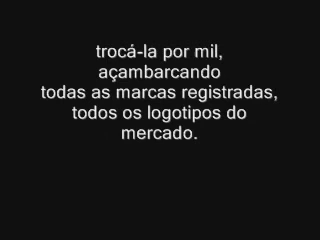 trocá-la por mil,
açambarcando
todas as marcas registradas,
todos os logotipos do
mercado.